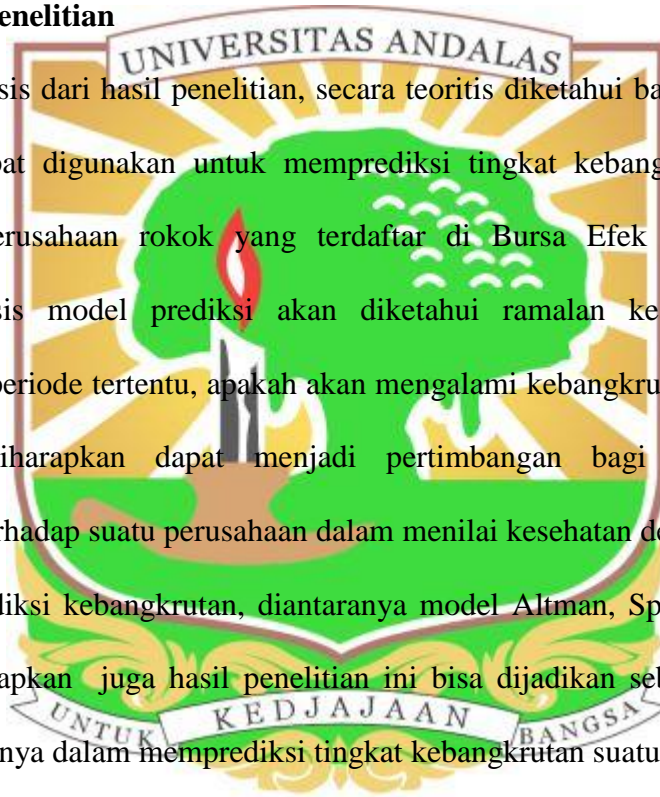 enelitian
UNIVERSITAS ANDALAS
sis dari hasil penelitian, secara teoritis diketahui ba
at digunakan untuk memprediksi tingkat kebang
erusahaan rokok yang terdaftar di Bursa Efek
sis model prediksi akan diketahui ramalan ke
periode tertentu, apakah akan mengalami kebangkru
iharapkan dapat menjadi pertimbangan bagi
rhadap suatu perusahaan dalam menilai kesehatan de
diksi kebangkrutan, diantaranya model Altman, Sp
apkan juga hasil penelitian ini bisa dijadikan seb
UNTUK KEDJAJAAN BANGSA
nya dalam memprediksi tingkat kebangkrutan suatu